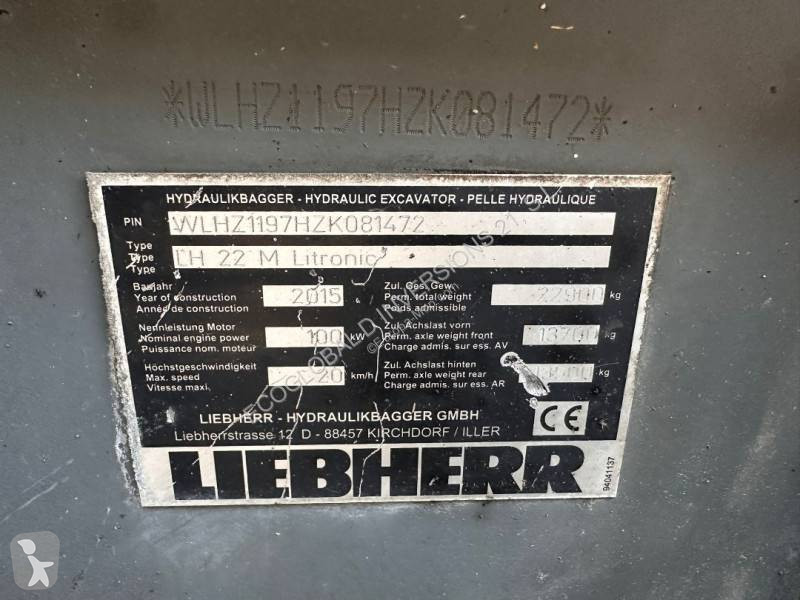 *WLHZ1197HZK081472*
HYDRAULIKBAGGER - HYDRAULIC EXCAVATOR - PELLE HYDRAULIQUE
PIN WLHZ1197HZK081472
Type
Type LH 22 M Litronic
Type
Baujahr Zul. Ges. Gew.
Year of construction 2015 Perm. total weight 22900 kg
Année de construction Poids admissible
Nennleistung Motor Zul. Achslast vorn
Nominal engine power 100 kW Perm. axle weight front 13700 kg
Puissance nom. moteur Charge admis. sur ess. AV
Höchstgeschwindigkeit Zul. Achslast hinten
Max. speed 20 km/h Perm. axle weight rear kg
Vitesse maxi. Charge admis. sur ess. AR
LIEBHERR - HYDRAULIKBAGGER GMBH CE
Liebherrstrasse 12 D - 88457 KIRCHDORF / ILLER
LIEBHERR
94041137